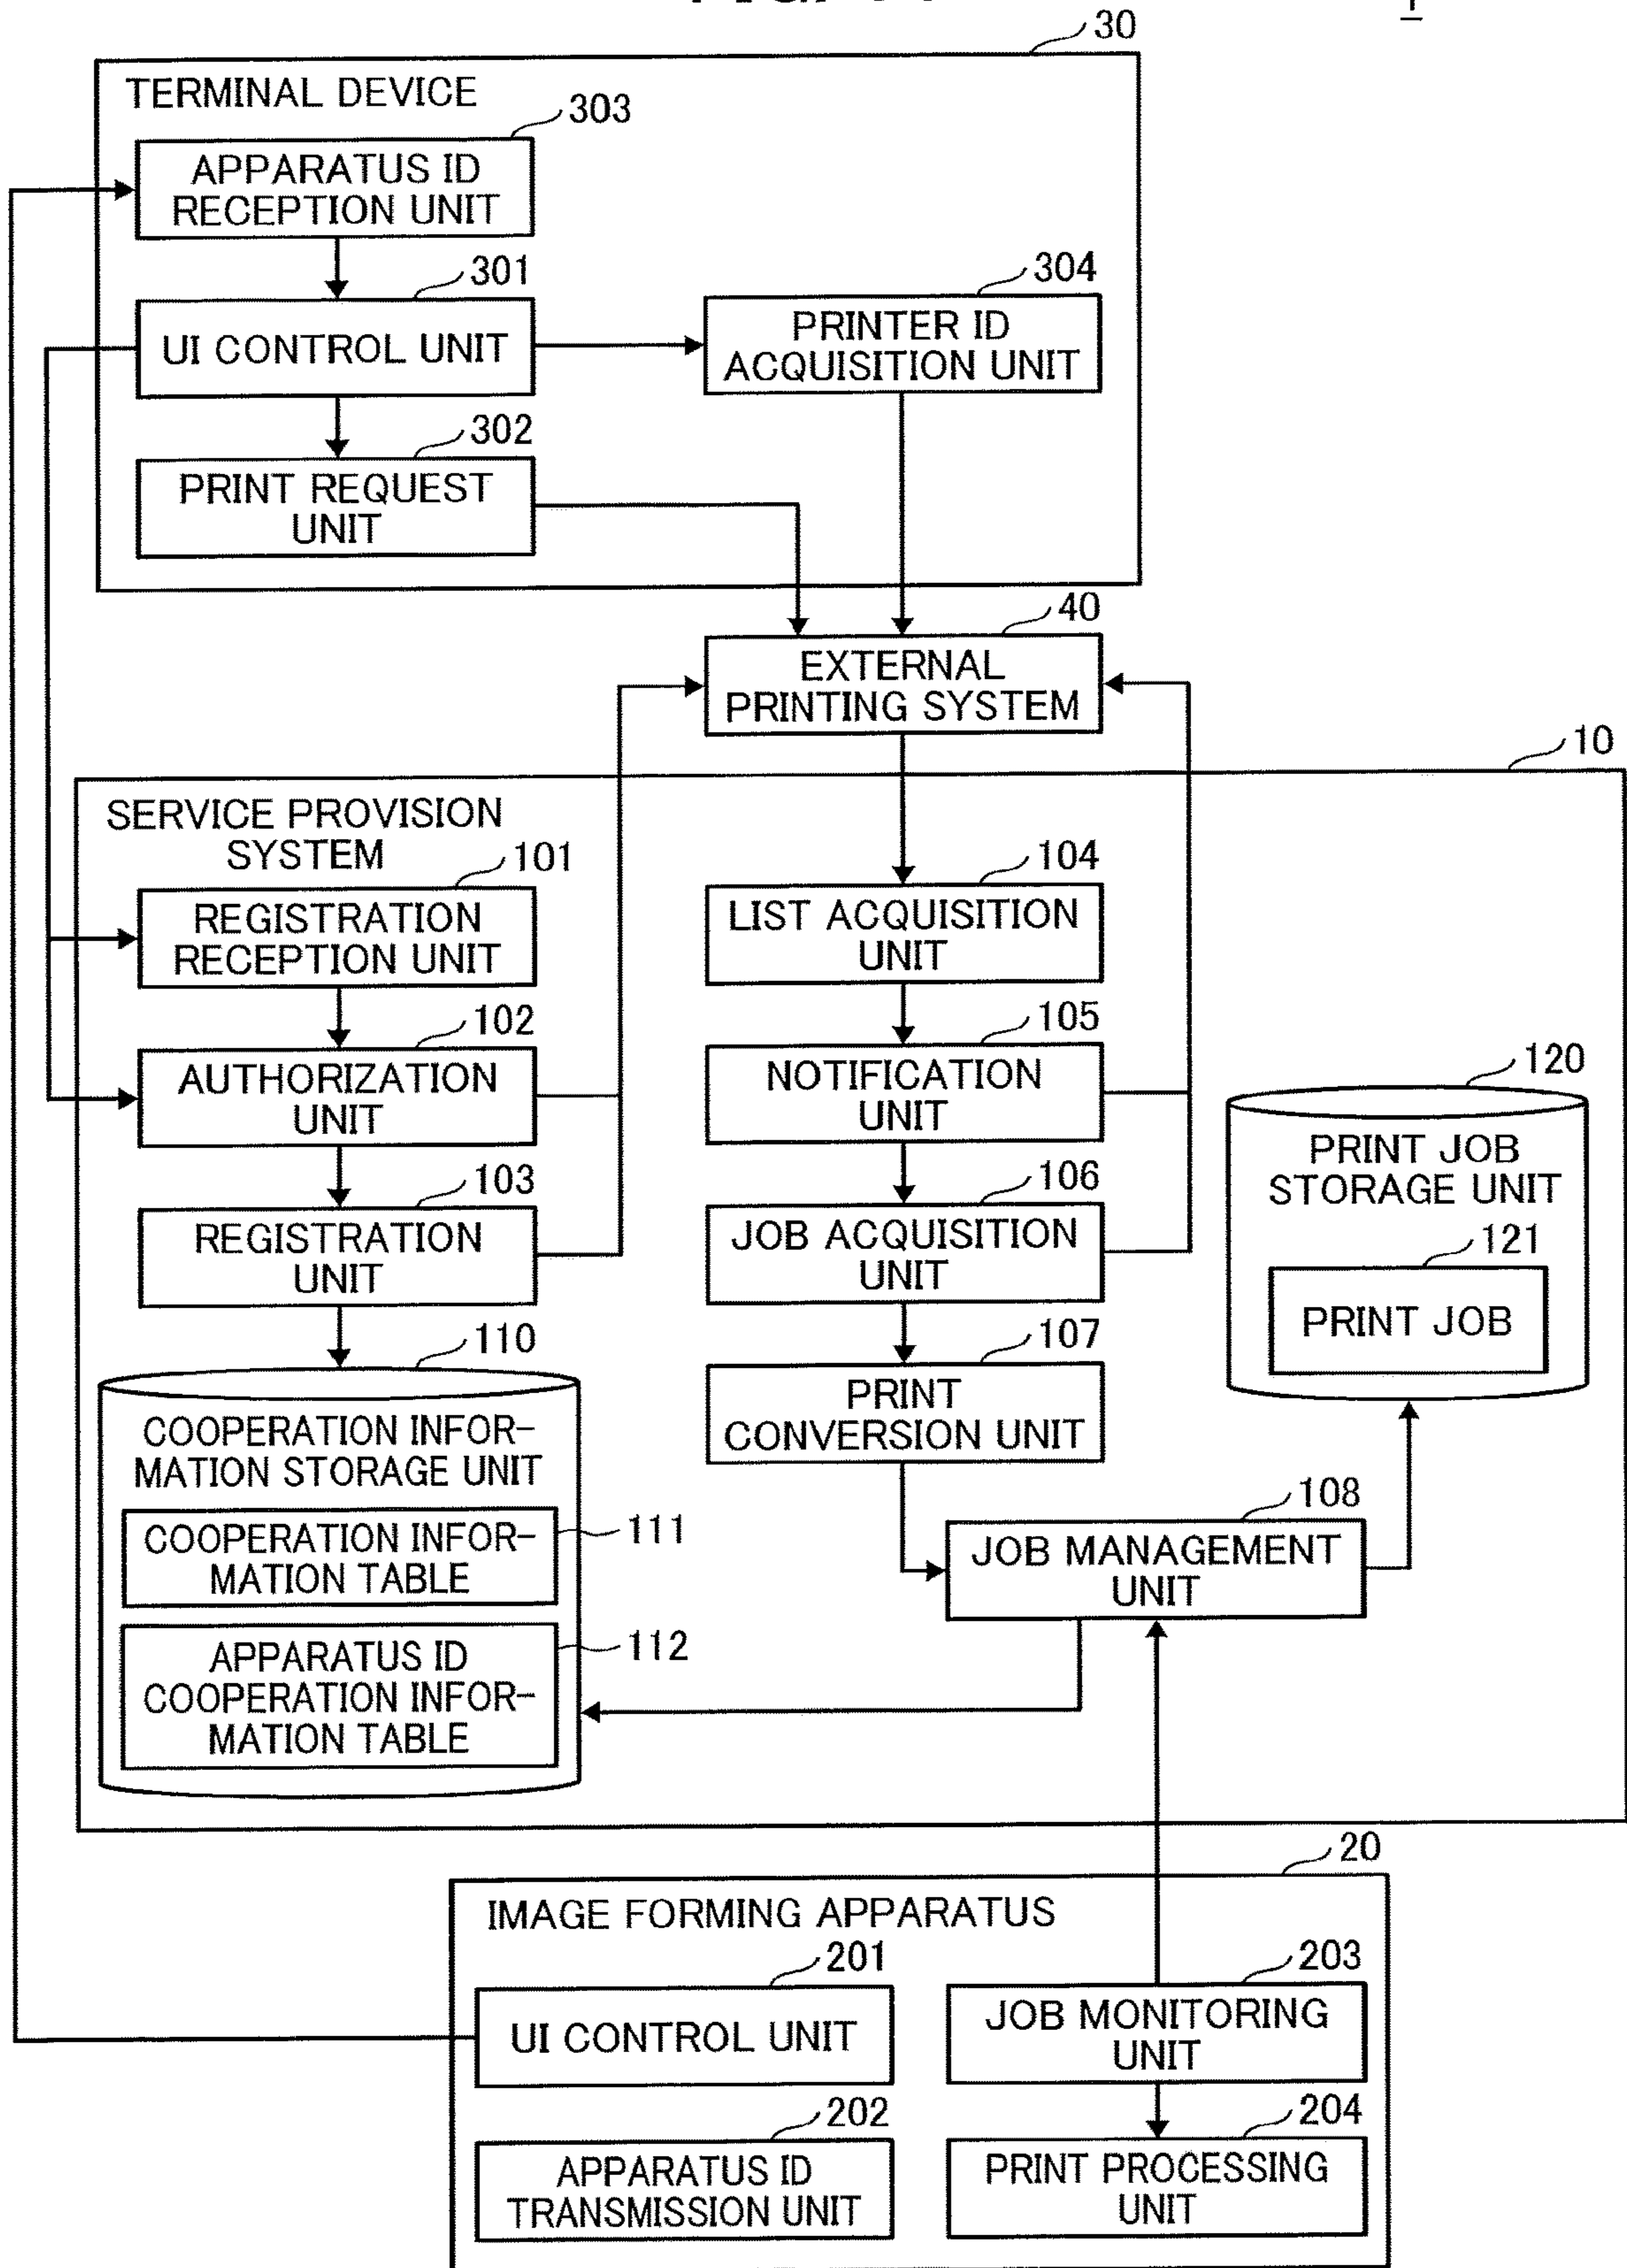 1
30
TERMINAL DEVICE
303
APPARATUS ID
RECEPTION UNIT
301
UI CONTROL UNIT
304
PRINTER ID
ACQUISITION UNIT
302
PRINT REQUEST
UNIT
40
EXTERNAL
PRINTING SYSTEM
10
SERVICE PROVISION
SYSTEM
101
REGISTRATION
RECEPTION UNIT
102
AUTHORIZATION
UNIT
103
REGISTRATION
UNIT
110
COOPERATION INFOR-
MATION STORAGE UNIT
COOPERATION INFOR-
MATION TABLE
111
APPARATUS ID
COOPERATION INFOR-
MATION TABLE
112
104
LIST ACQUISITION
UNIT
105
NOTIFICATION
UNIT
106
JOB ACQUISITION
UNIT
107
PRINT
CONVERSION UNIT
108
JOB MANAGEMENT
UNIT
120
PRINT JOB
STORAGE UNIT
121
PRINT JOB
20
IMAGE FORMING APPARATUS
201
UI CONTROL UNIT
202
APPARATUS ID
TRANSMISSION UNIT
203
JOB MONITORING
UNIT
204
PRINT PROCESSING
UNIT